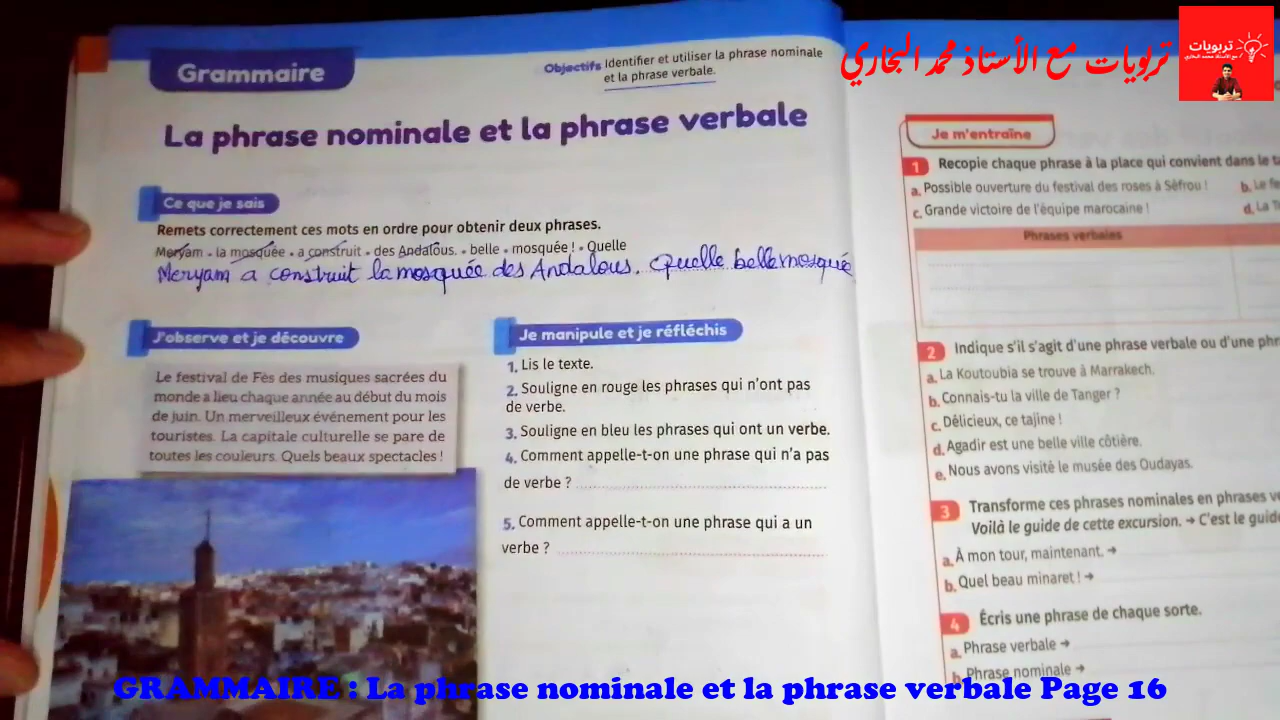 Grammaire
Objectifs Identifier et utiliser la phrase nominale
et la phrase verbale.
La phrase nominale et la phrase verbale
Ce que je sais
Remets correctement ces mots en ordre pour obtenir deux phrases.
Meryam • la mosquée • a construit • des Andalous. • belle • mosquée ! • Quelle
Meryam a construit la mosquée des Andalous. Quelle belle mosquée
J'observe et je découvre
Le festival de Fès des musiques sacrées du
monde a lieu chaque année au début du mois
de juin. Un merveilleux événement pour les
touristes. La capitale culturelle se pare de
toutes les couleurs. Quels beaux spectacles !
Je manipule et je réfléchis
1. Lis le texte.
2. Souligne en rouge les phrases qui n'ont pas
de verbe.
3. Souligne en bleu les phrases qui ont un verbe.
4. Comment appelle-t-on une phrase qui n'a pas
de verbe ?
5. Comment appelle-t-on une phrase qui a un
verbe ?
تربويات مع الأستاذ محمد البخاري
تربويات
مع الأستاذ محمد البخاري
Je m'entraîne
1 Recopie chaque phrase à la place qui convient dans le
a. Possible ouverture du festival des roses à Séfrou ! b. Le
c. Grande victoire de l'équipe marocaine ! d. La
Phrases verbales
2 Indique s'il s'agit d'une phrase verbale ou d'une
a. La Koutoubia se trouve à Marrakech.
b. Connais-tu la ville de Tanger ?
c. Délicieux, ce tajine !
d. Agadir est une belle ville côtière.
e. Nous avons visité le musée des Oudayas.
3 Transforme ces phrases nominales en phrases
Voilà le guide de cette excursion. → C'est le
a. À mon tour, maintenant. →
b. Quel beau minaret ! →
4 Écris une phrase de chaque sorte.
a. Phrase verbale →
b. Phrase nominale →
GRAMMAIRE : La phrase nominale et la phrase verbale Page 16